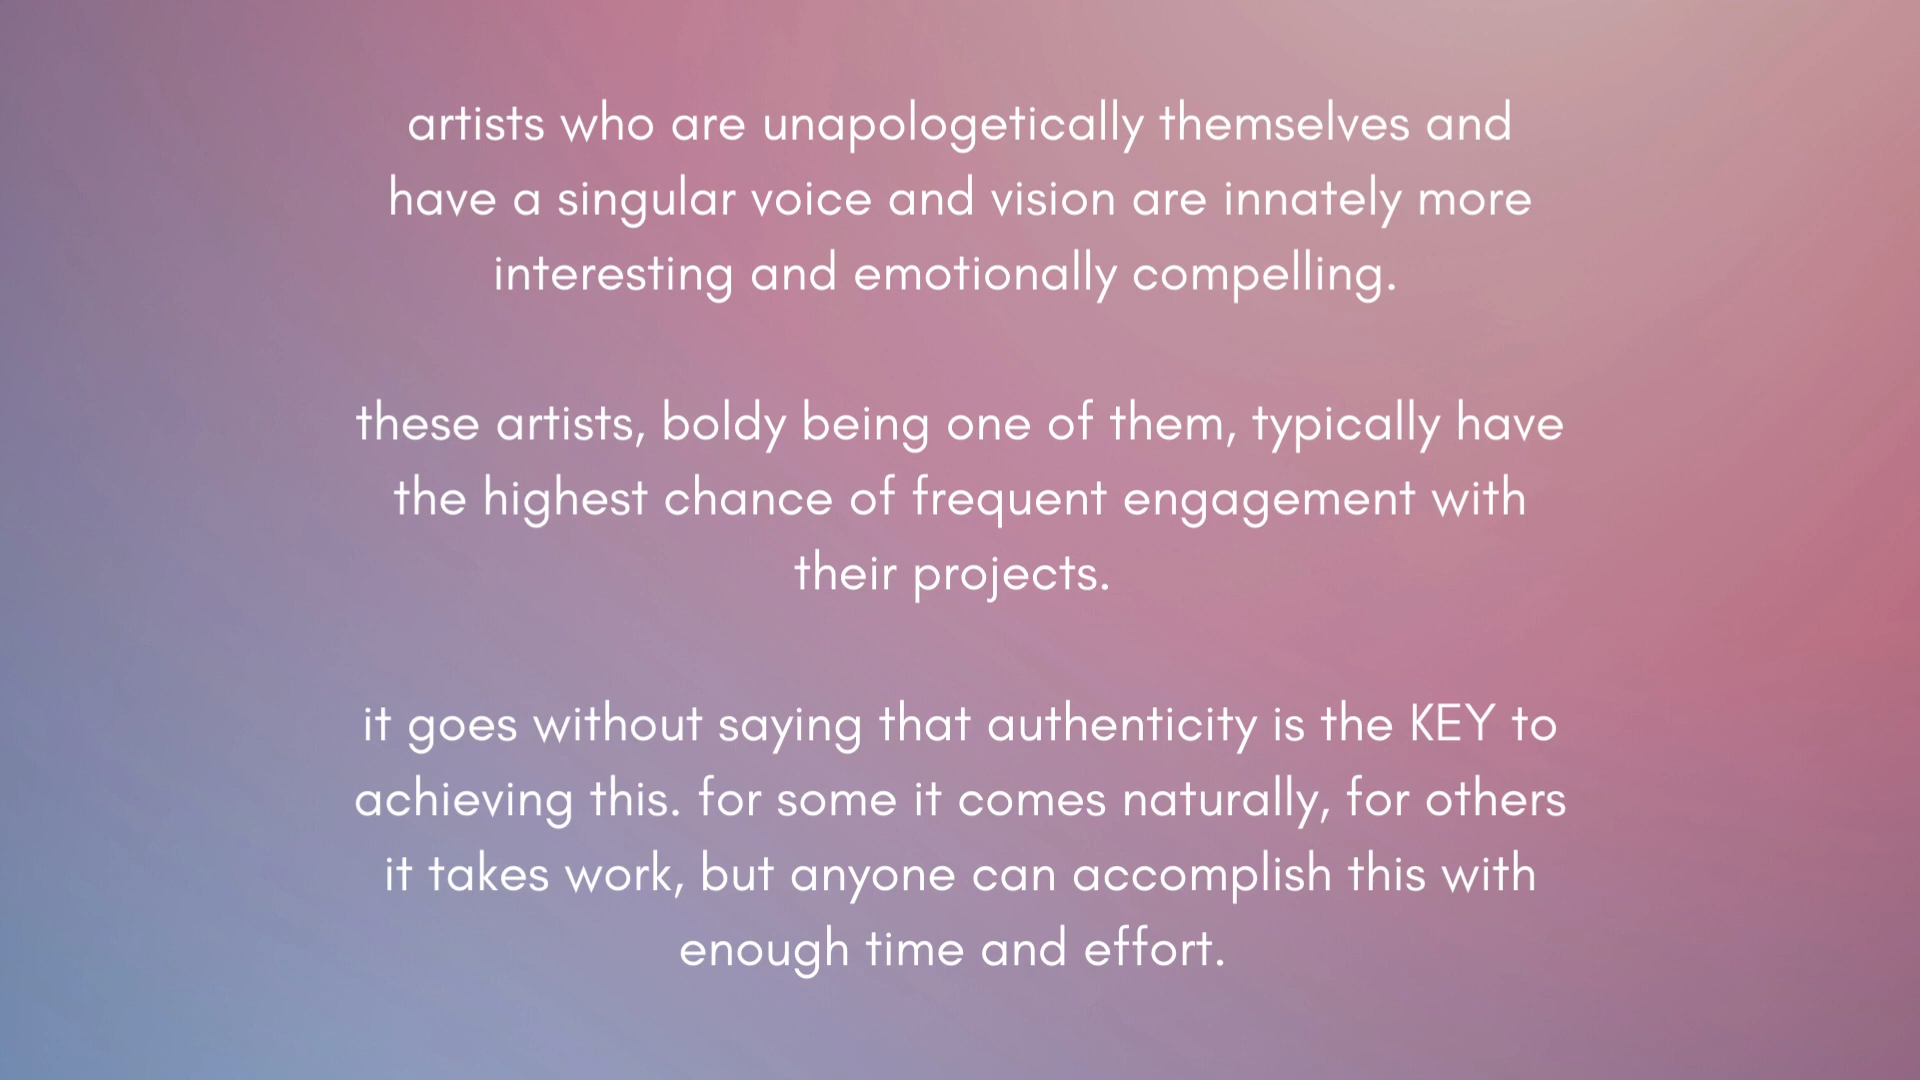 artists who are unapologetically themselves and
have a singular voice and vision are innately more
interesting and emotionally compelling.
these artists, boldy being one of them, typically have
the highest chance of frequent engagement with
their projects.
it goes without saying that authenticity is the KEY to
achieving this. for some it comes naturally, for others
it takes work, but anyone can accomplish this with
enough time and effort.